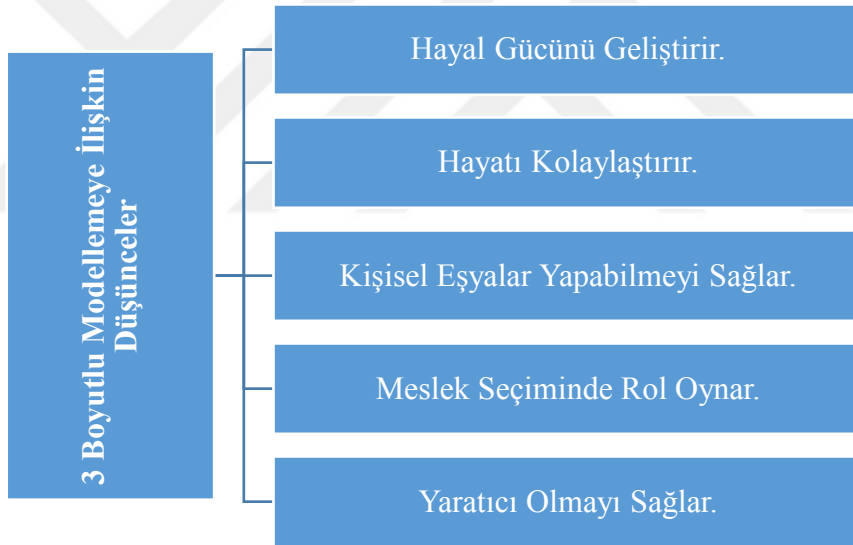 3 Boyutlu Modellemeye İlişkin
Düşünceler
Hayal Gücünü Geliştirir.
Hayatı Kolaylaştırır.
Kişisel Eşyalar Yapabilmeyi Sağlar.
Meslek Seçiminde Rol Oynar.
Yaratıcı Olmayı Sağlar.